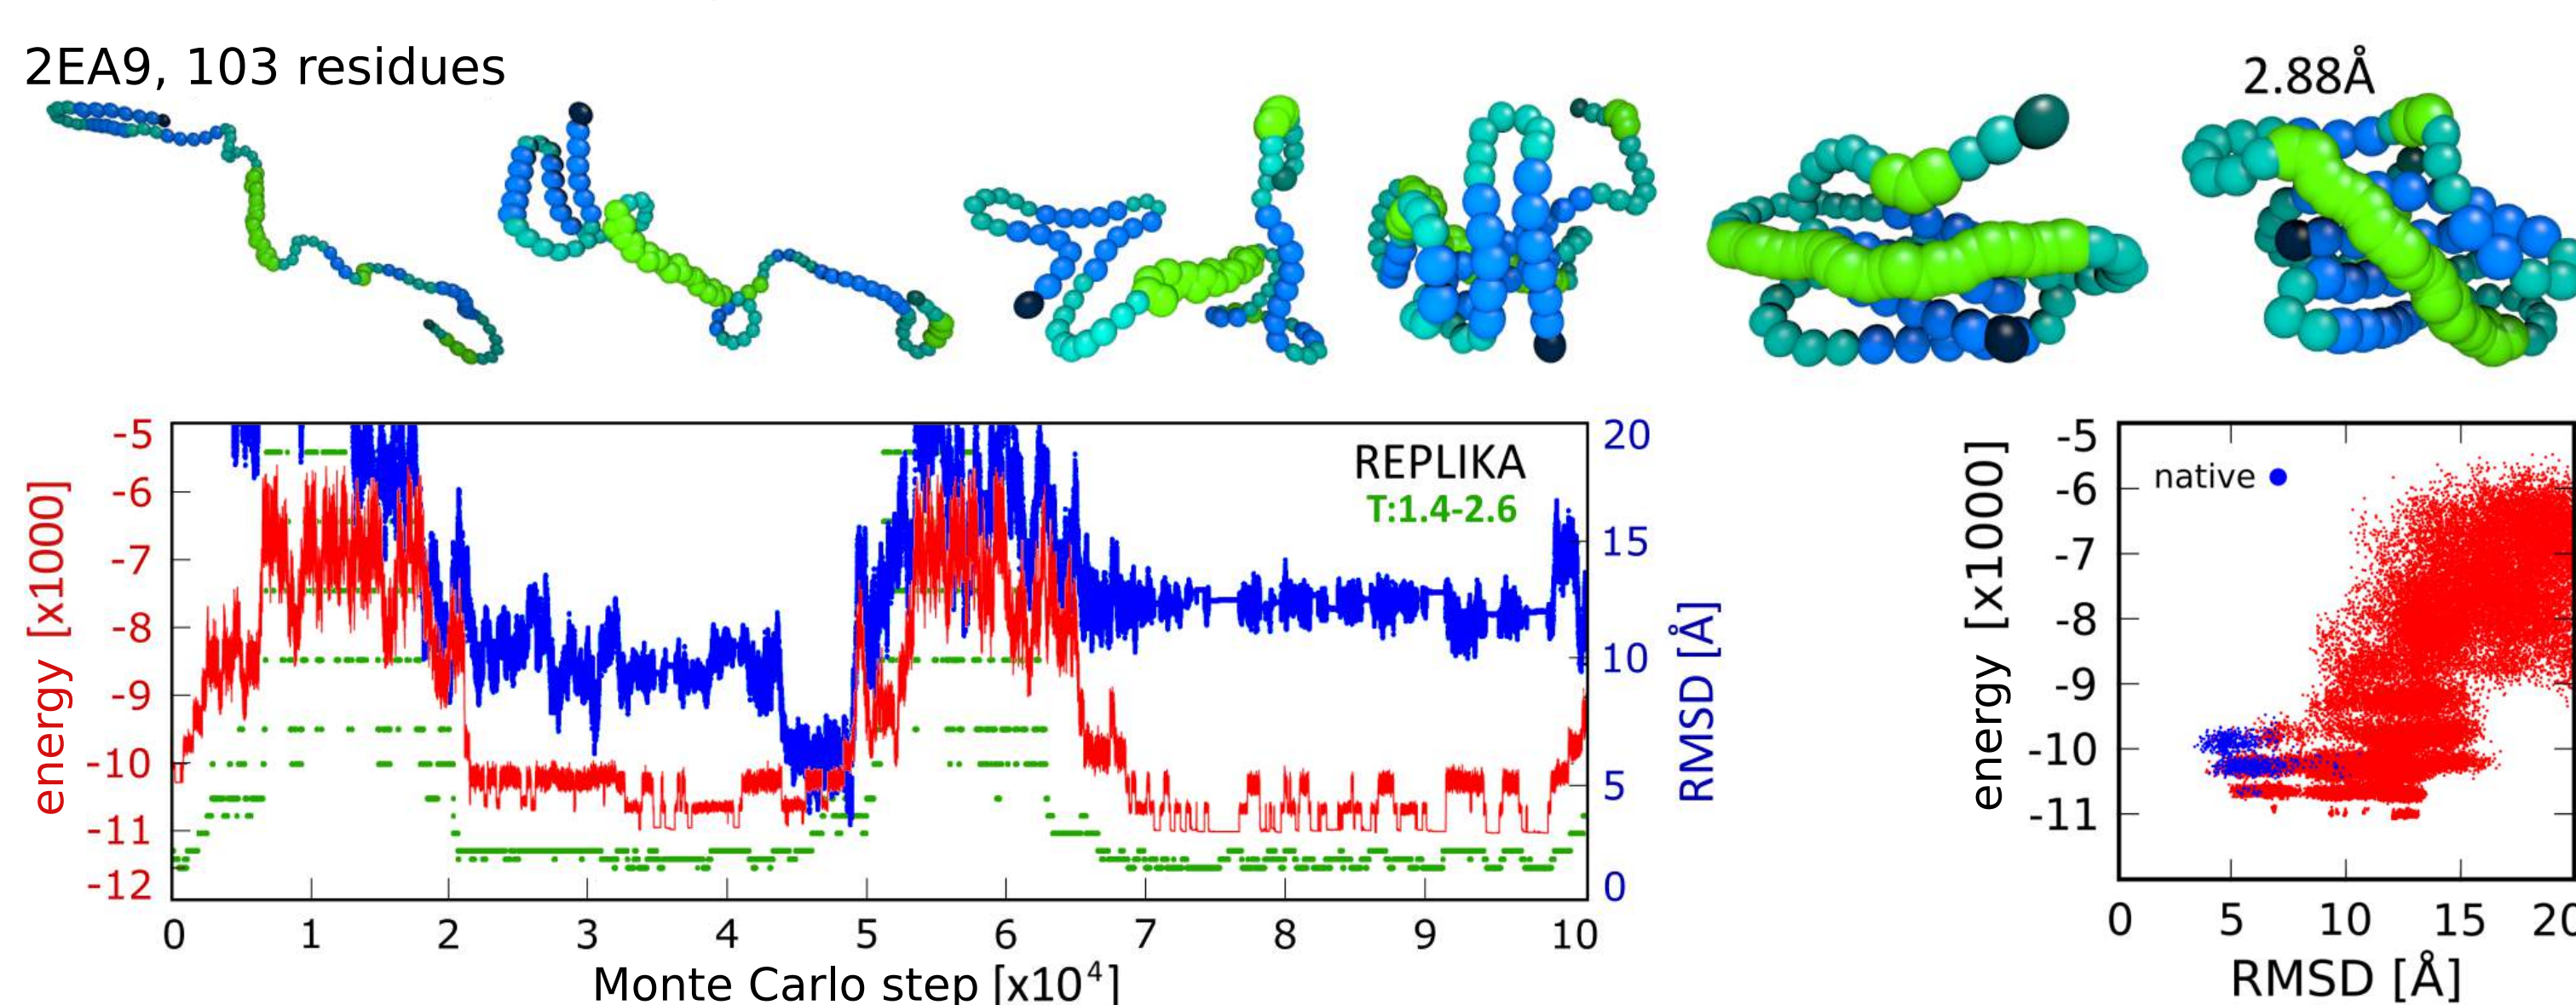 2EA9, 103 residues
2.88Å
energy [x1000]
-5
-6
-7
-8
-9
-10
-11
-12
REPLIKA
T:1.4-2.6
20
15
10
5
0
RMSD [Å]
0 1 2 3 4 5 6 7 8 9 10
Monte Carlo step [x10⁴]
energy [x1000]
-5
-6
-7
-8
-9
-10
-11
native
0 5 10 15 20
RMSD [Å]